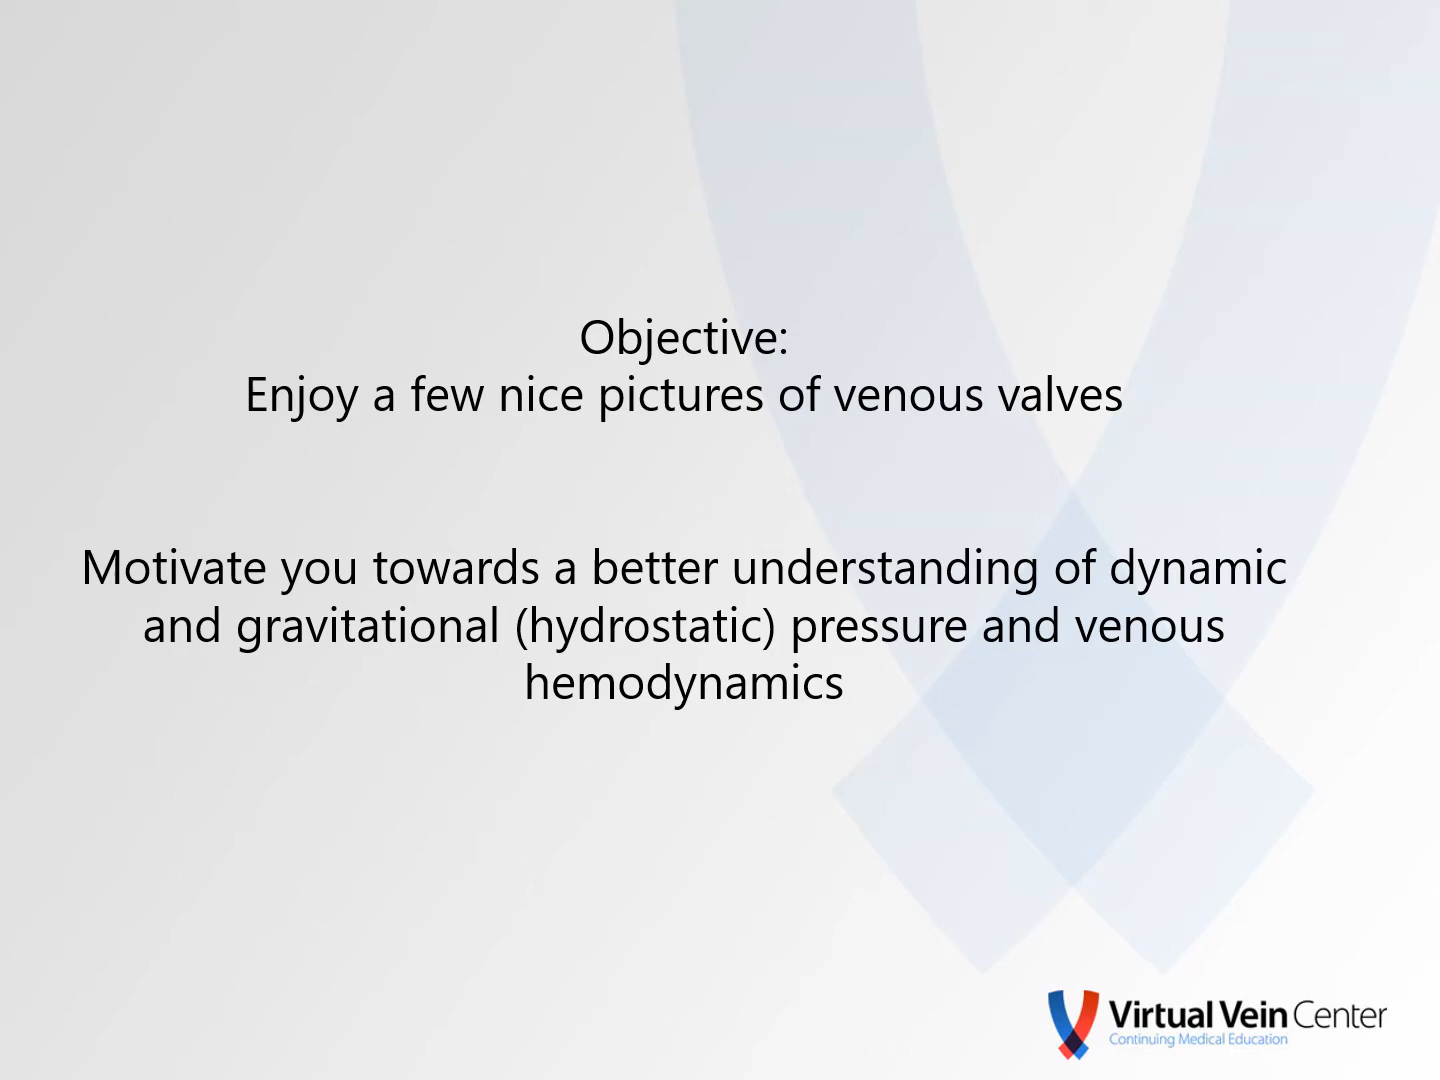 Objective:
Enjoy a few nice pictures of venous valves
Motivate you towards a better understanding of dynamic
and gravitational (hydrostatic) pressure and venous
hemodynamics
Virtual Vein Center
Continuing Medical Education